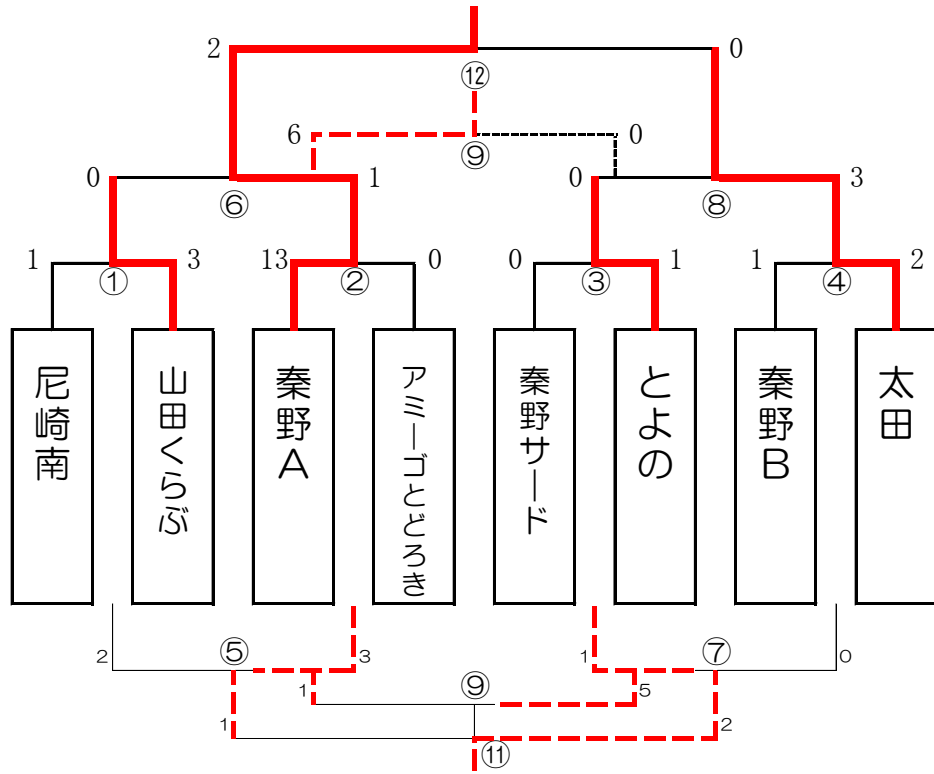 2 0
⑫
6 0
⑨
0 1 0 3
⑥ ⑧
1 3 13 0 0 1 1 2
① ② ③ ④
尼崎南
山田くらぶ
秦野A
アミーゴとどろき
秦野サード
とよの
秦野B
太田
2 ⑤ 3 1 ⑦ 0
1 ⑨ 5
1 2
⑪